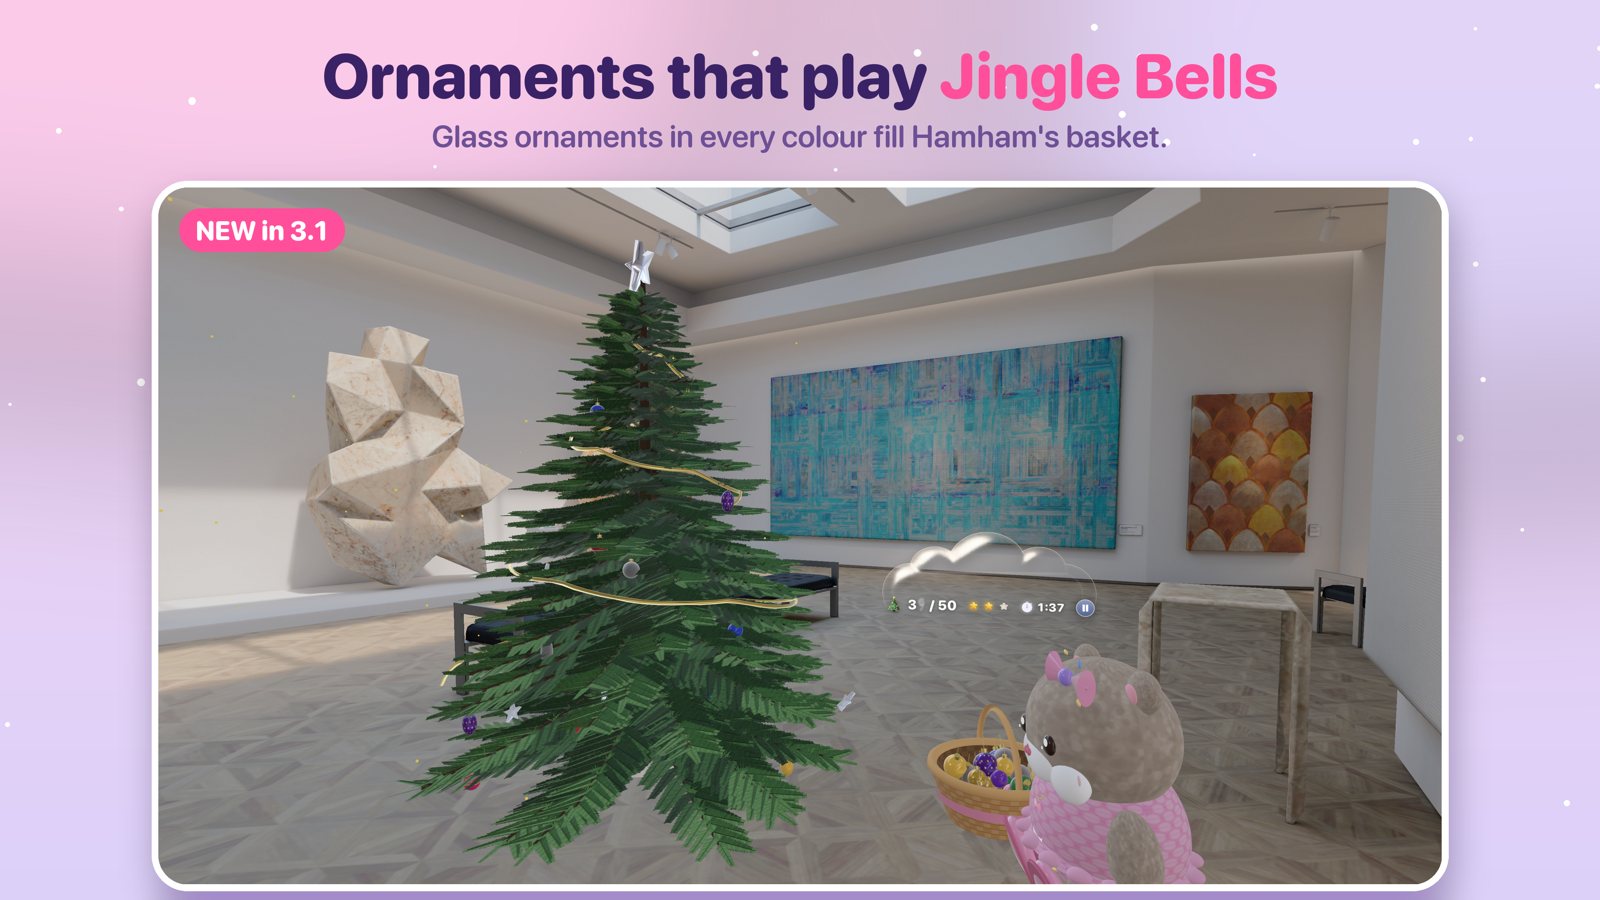 Ornaments that play Jingle Bells
Glass ornaments in every colour fill Hamham's basket.
NEW in 3.1
/ 50 1:37